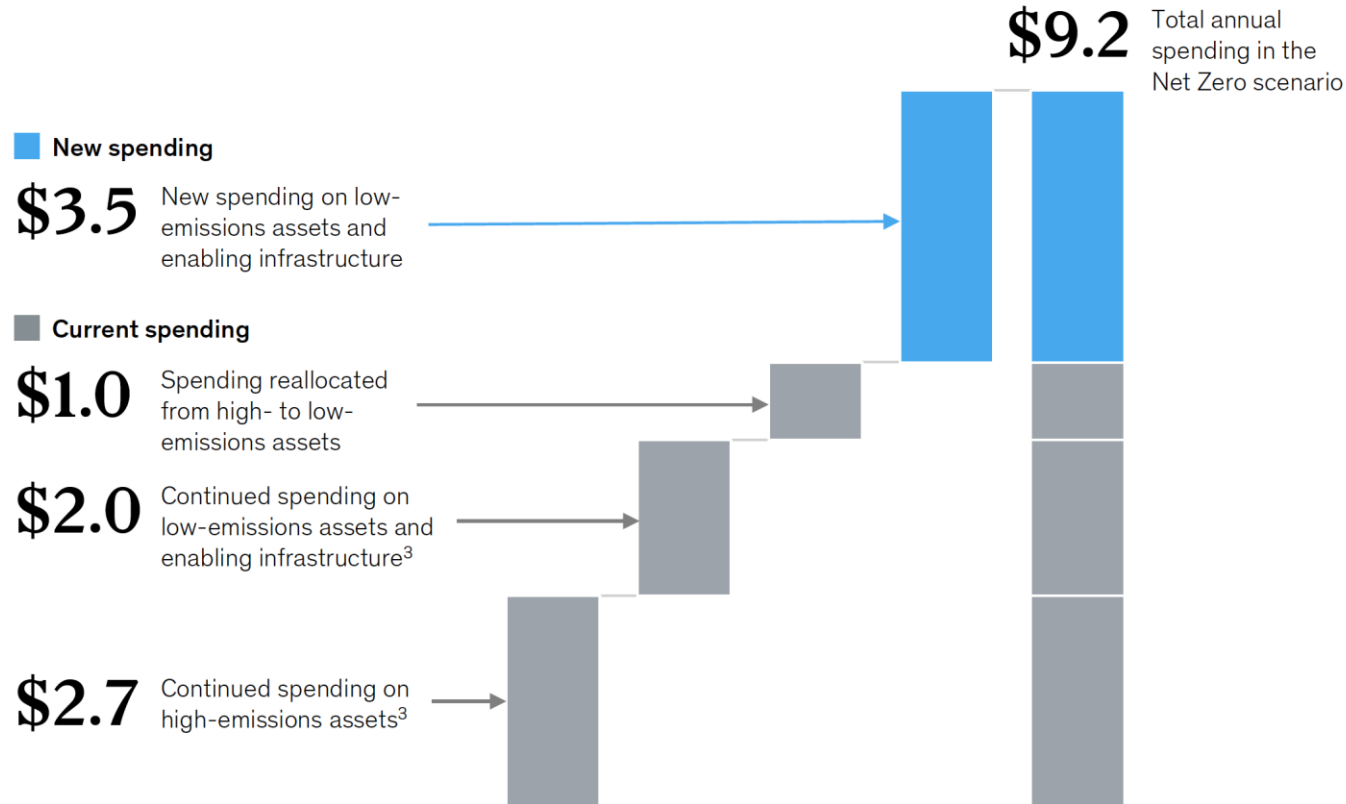 $9.2
Total annual
spending in the
Net Zero scenario
New spending
$3.5
New spending on low-
emissions assets and
enabling infrastructure
Current spending
$1.0
Spending reallocated
from high- to low-
emissions assets
$2.0
Continued spending on
low-emissions assets and
enabling infrastructure³
$2.7
Continued spending on
high-emissions assets³